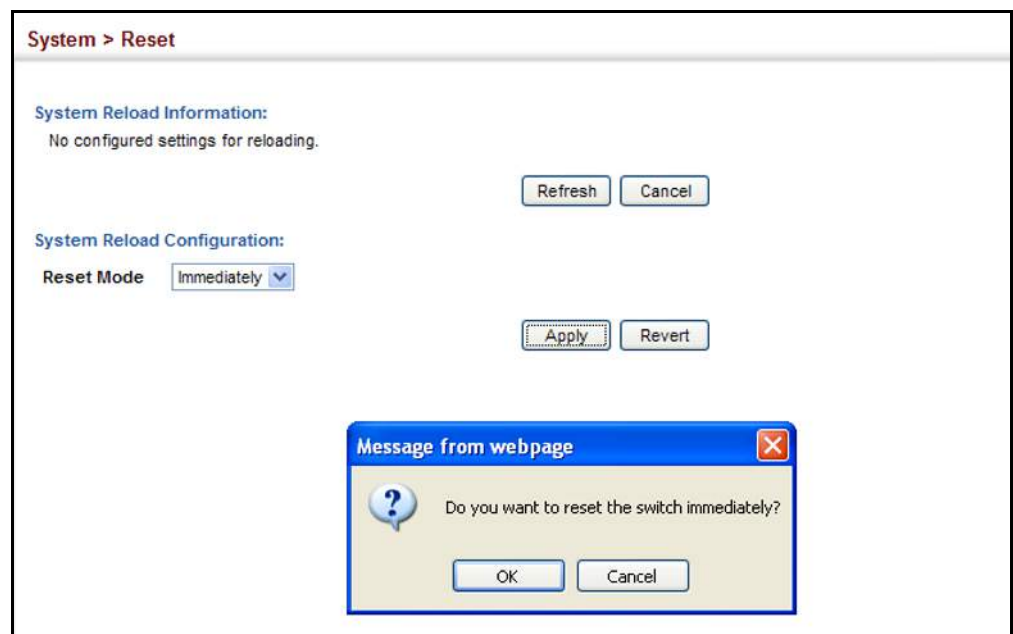 System > Reset
System Reload Information:
No configured settings for reloading.
Refresh Cancel
System Reload Configuration:
Reset Mode Immediately
Apply Revert
Message from webpage
Do you want to reset the switch immediately?
OK Cancel